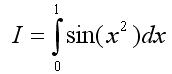 I = ∫₀¹ sin(x²)dx